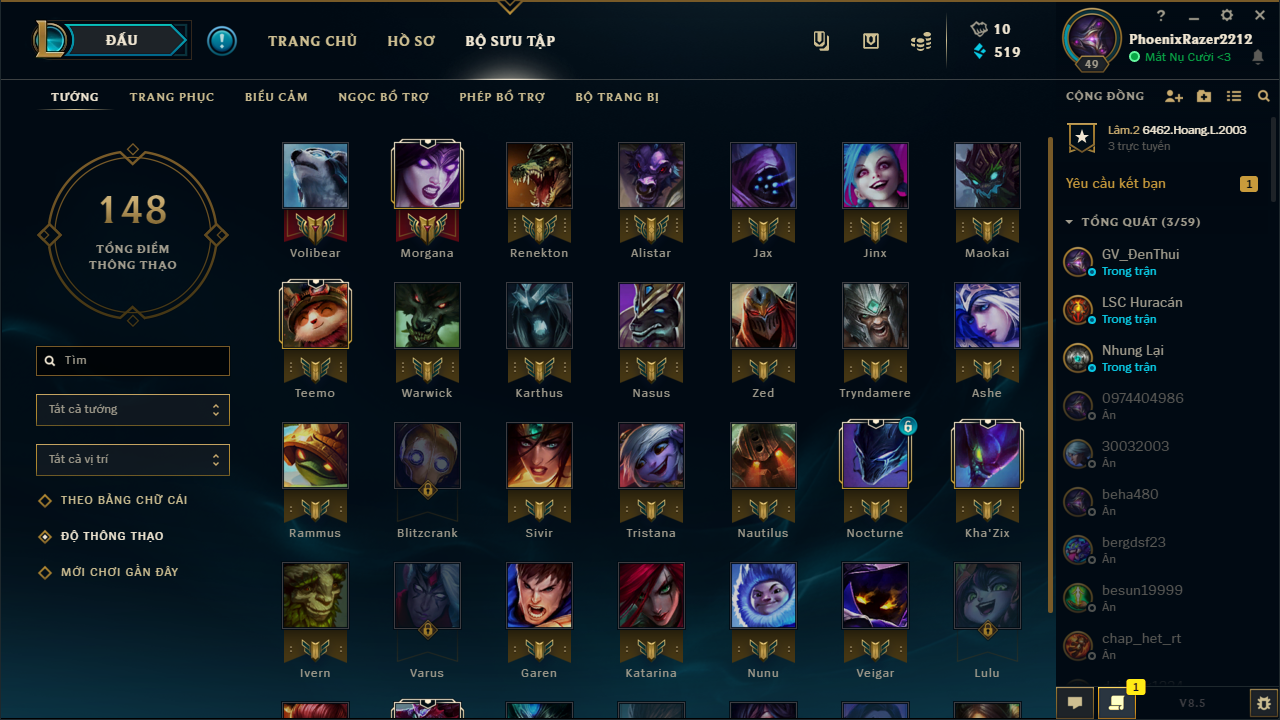 ĐẤU
TRANG CHỦ
HỒ SƠ
BỘ SƯU TẬP
10
519
49
PhoenixRazer2212
Mất Nụ Cười <3
TƯỚNG
TRANG PHỤC
BIỂU CẢM
NGỌC BỔ TRỢ
PHÉP BỔ TRỢ
BỘ TRANG BỊ
148
TỔNG ĐIỂM
THÔNG THẠO
Tìm
Tất cả tướng
Tất cả vị trí
THEO BẢNG CHỮ CÁI
ĐỘ THÔNG THẠO
MỚI CHƠI GẦN ĐÂY
Volibear
Morgana
Renekton
Alistar
Jax
Jinx
Maokai
Teemo
Warwick
Karthus
Nasus
Zed
Tryndamere
Ashe
6
Rammus
Blitzcrank
Sivir
Tristana
Nautilus
Nocturne
Kha'Zix
Ivern
Varus
Garen
Katarina
Nunu
Veigar
Lulu
CỘNG ĐỒNG
Lâm.2 6462.Hoang.L.2003
3 trực tuyến
Yêu cầu kết bạn
1
TỔNG QUÁT (3/59)
GV_ĐenThui
Trong trận
LSC Huracán
Trong trận
Nhung Lại
Trong trận
0974404986
Ẩn
30032003
Ẩn
beha480
Ẩn
bergdsf23
Ẩn
besun19999
Ẩn
chap_het_rt
Ẩn
1
V8.5